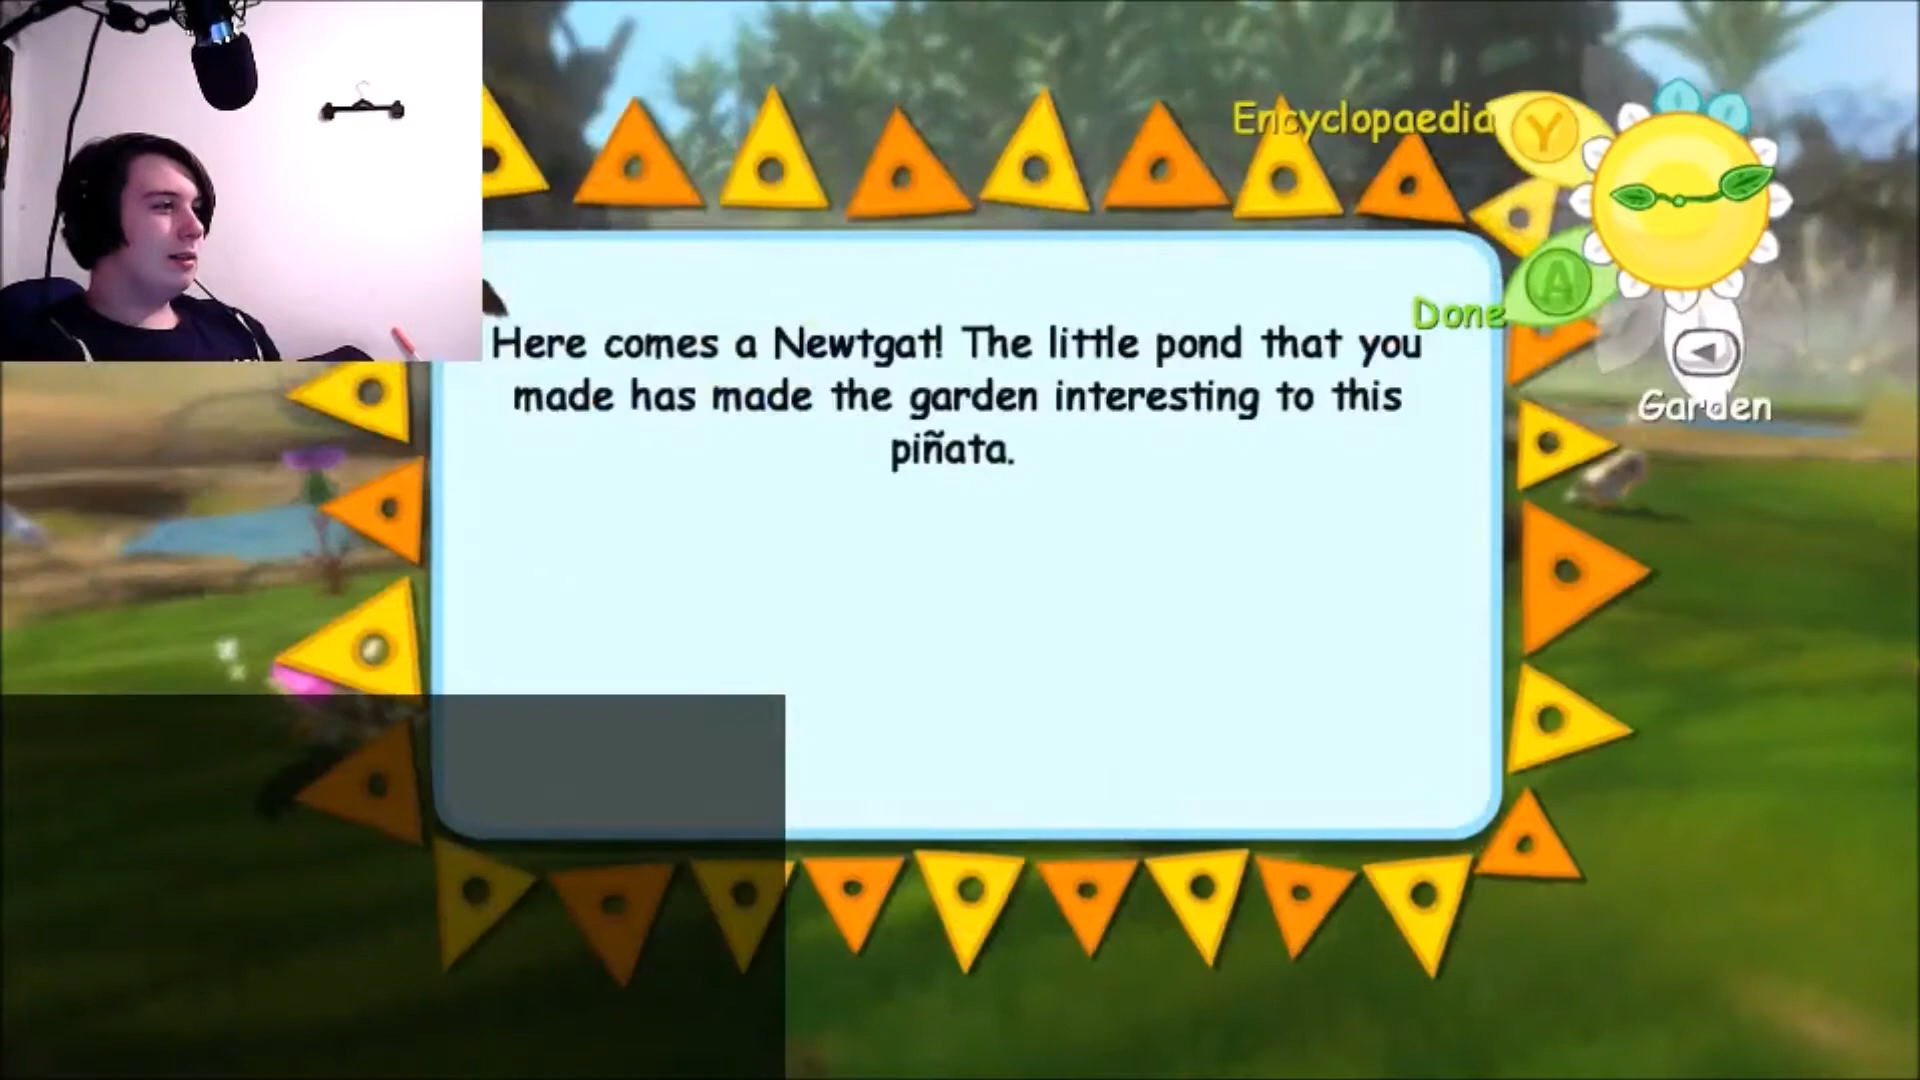 Encyclopaedia Y
Done A
Garden
Here comes a Newtgat! The little pond that you
made has made the garden interesting to this
piñata.